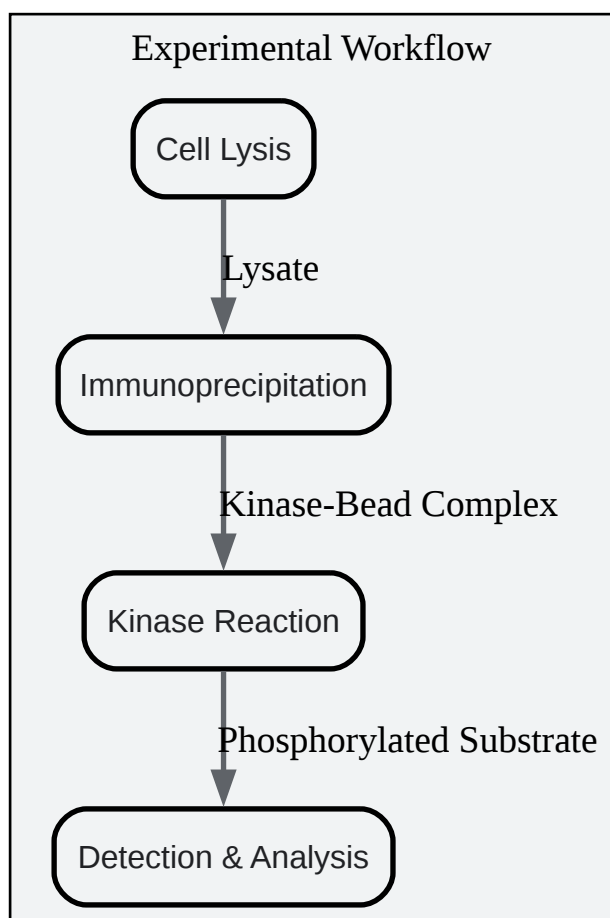 Experimental Workflow
Cell Lysis
Lysate
Immunoprecipitation
Kinase-Bead Complex
Kinase Reaction
Phosphorylated Substrate
Detection & Analysis